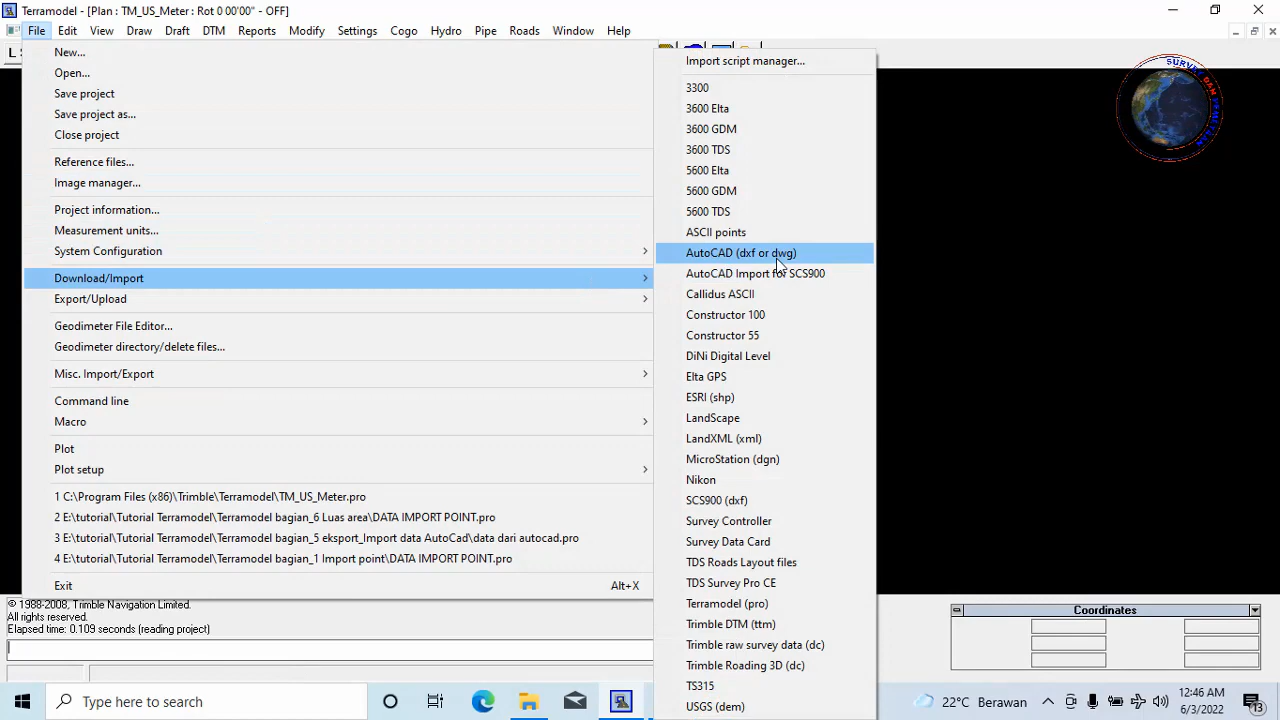 Terramodel - [Plan : TM_US_Meter : Rot 0 00'00" - OFF]
File Edit View Draw Draft DTM Reports Modify Settings Cogo Hydro Pipe Roads Window Help
New...
Open...
Save project
Save project as...
Close project
Reference files...
Image manager...
Project information...
Measurement units...
System Configuration
Download/Import
Export/Upload
Geodimeter File Editor...
Geodimeter directory/delete files...
Misc. Import/Export
Command line
Macro
Plot
Plot setup
1 C:\Program Files (x86)\Trimble\Terramodel\TM_US_Meter.pro
2 E:\tutorial\Tutorial Terramodel\Terramodel bagian_6 Luas area\DATA IMPORT POINT.pro
3 E:\tutorial\Tutorial Terramodel\Terramodel bagian_5 eksport_Import data AutoCad\data dari autocad.pro
4 E:\tutorial\Tutorial Terramodel\Terramodel bagian_1 Import point\DATA IMPORT POINT.pro
Exit Alt+X
Import script manager...
3300
3600 Elta
3600 GDM
3600 TDS
5600 Elta
5600 GDM
5600 TDS
ASCII points
AutoCAD (dxf or dwg)
AutoCAD Import for SCS900
Callidus ASCII
Constructor 100
Constructor 55
DiNi Digital Level
Elta GPS
ESRI (shp)
LandScape
LandXML (xml)
MicroStation (dgn)
Nikon
SCS900 (dxf)
Survey Controller
Survey Data Card
TDS Roads Layout files
TDS Survey Pro CE
Terramodel (pro)
Trimble DTM (ttm)
Trimble raw survey data (dc)
Trimble Roading 3D (dc)
TS315
USGS (dem)
SURVEY DAN PEMETAAN
© 1988-2008, Trimble Navigation Limited.
All rights reserved.
Elapsed time: 0.109 seconds (reading project)
Coordinates
Type here to search
22°C Berawan
12:46 AM
6/3/2022
13